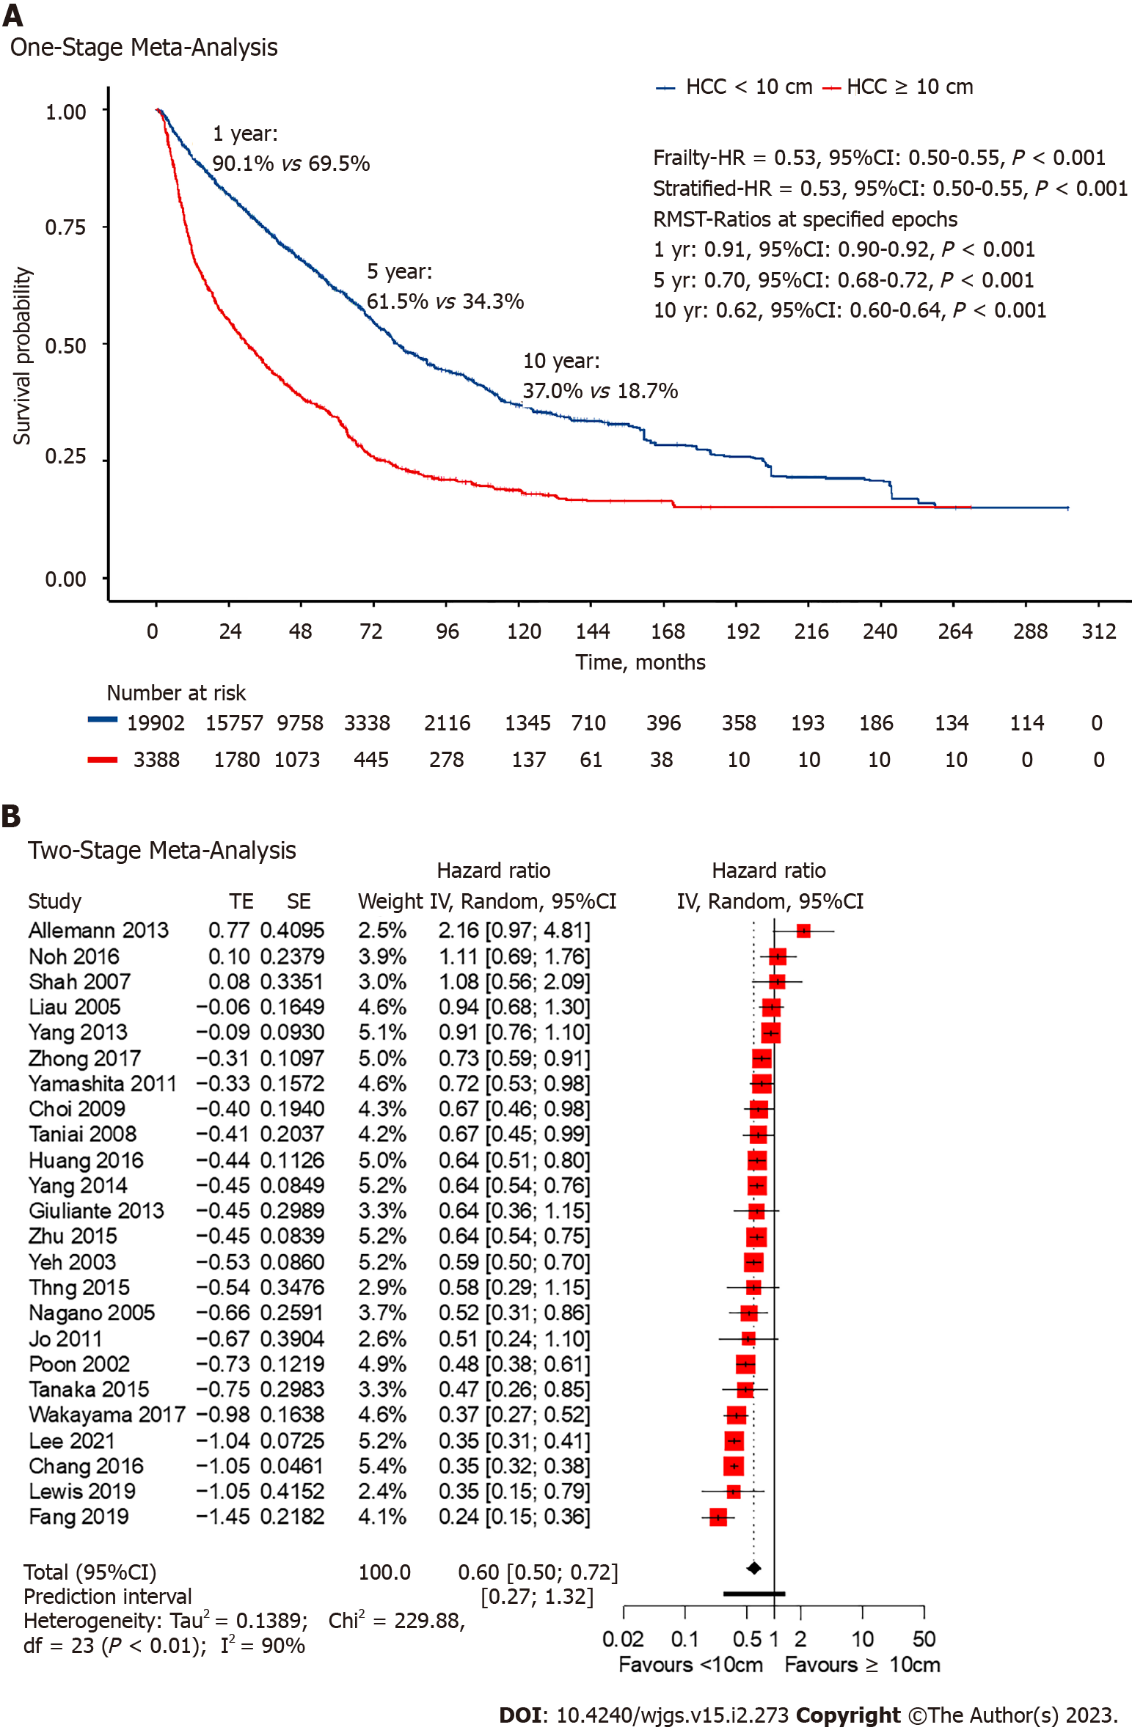 A
One-Stage Meta-Analysis
HCC < 10 cm HCC ≥ 10 cm
1.00
0.75
0.50
0.25
0.00
Survival probability
1 year:
90.1% vs 69.5%
5 year:
61.5% vs 34.3%
10 year:
37.0% vs 18.7%
Frailty-HR = 0.53, 95%CI: 0.50-0.55, P < 0.001
Stratified-HR = 0.53, 95%CI: 0.50-0.55, P < 0.001
RMST-Ratios at specified epochs
1 yr: 0.91, 95%CI: 0.90-0.92, P < 0.001
5 yr: 0.70, 95%CI: 0.68-0.72, P < 0.001
10 yr: 0.62, 95%CI: 0.60-0.64, P < 0.001
0 24 48 72 96 120 144 168 192 216 240 264 288 312
Time, months
Number at risk
19902 15757 9758 3338 2116 1345 710 396 358 193 186 134 114 0
3388 1780 1073 445 278 137 61 38 10 10 10 10 0 0
B
Two-Stage Meta-Analysis
Hazard ratio Hazard ratio
Study TE SE Weight IV, Random, 95%CI IV, Random, 95%CI
Allemann 2013 0.77 0.4095 2.5% 2.16 [0.97; 4.81]
Noh 2016 0.10 0.2379 3.9% 1.11 [0.69; 1.76]
Shah 2007 0.08 0.3351 3.0% 1.08 [0.56; 2.09]
Liau 2005 −0.06 0.1649 4.6% 0.94 [0.68; 1.30]
Yang 2013 −0.09 0.0930 5.1% 0.91 [0.76; 1.10]
Zhong 2017 −0.31 0.1097 5.0% 0.73 [0.59; 0.91]
Yamashita 2011 −0.33 0.1572 4.6% 0.72 [0.53; 0.98]
Choi 2009 −0.40 0.1940 4.3% 0.67 [0.46; 0.98]
Taniai 2008 −0.41 0.2037 4.2% 0.67 [0.45; 0.99]
Huang 2016 −0.44 0.1126 5.0% 0.64 [0.51; 0.80]
Yang 2014 −0.45 0.0849 5.2% 0.64 [0.54; 0.76]
Giuliante 2013 −0.45 0.2989 3.3% 0.64 [0.36; 1.15]
Zhu 2015 −0.45 0.0839 5.2% 0.64 [0.54; 0.75]
Yeh 2003 −0.53 0.0860 5.2% 0.59 [0.50; 0.70]
Thng 2015 −0.54 0.3476 2.9% 0.58 [0.29; 1.15]
Nagano 2005 −0.66 0.2591 3.7% 0.52 [0.31; 0.86]
Jo 2011 −0.67 0.3904 2.6% 0.51 [0.24; 1.10]
Poon 2002 −0.73 0.1219 4.9% 0.48 [0.38; 0.61]
Tanaka 2015 −0.75 0.2983 3.3% 0.47 [0.26; 0.85]
Wakayama 2017 −0.98 0.1638 4.6% 0.37 [0.27; 0.52]
Lee 2021 −1.04 0.0725 5.2% 0.35 [0.31; 0.41]
Chang 2016 −1.05 0.0461 5.4% 0.35 [0.32; 0.38]
Lewis 2019 −1.05 0.4152 2.4% 0.35 [0.15; 0.79]
Fang 2019 −1.45 0.2182 4.1% 0.24 [0.15; 0.36]
Total (95%CI) 100.0 0.60 [0.50; 0.72]
Prediction interval [0.27; 1.32]
Heterogeneity: Tau² = 0.1389; Chi² = 229.88,
df = 23 (P < 0.01); I² = 90%
0.02 0.1 0.5 1 2 10 50
Favours <10cm Favours ≥ 10cm
DOI: 10.4240/wjgs.v15.i2.273 Copyright ©The Author(s) 2023.